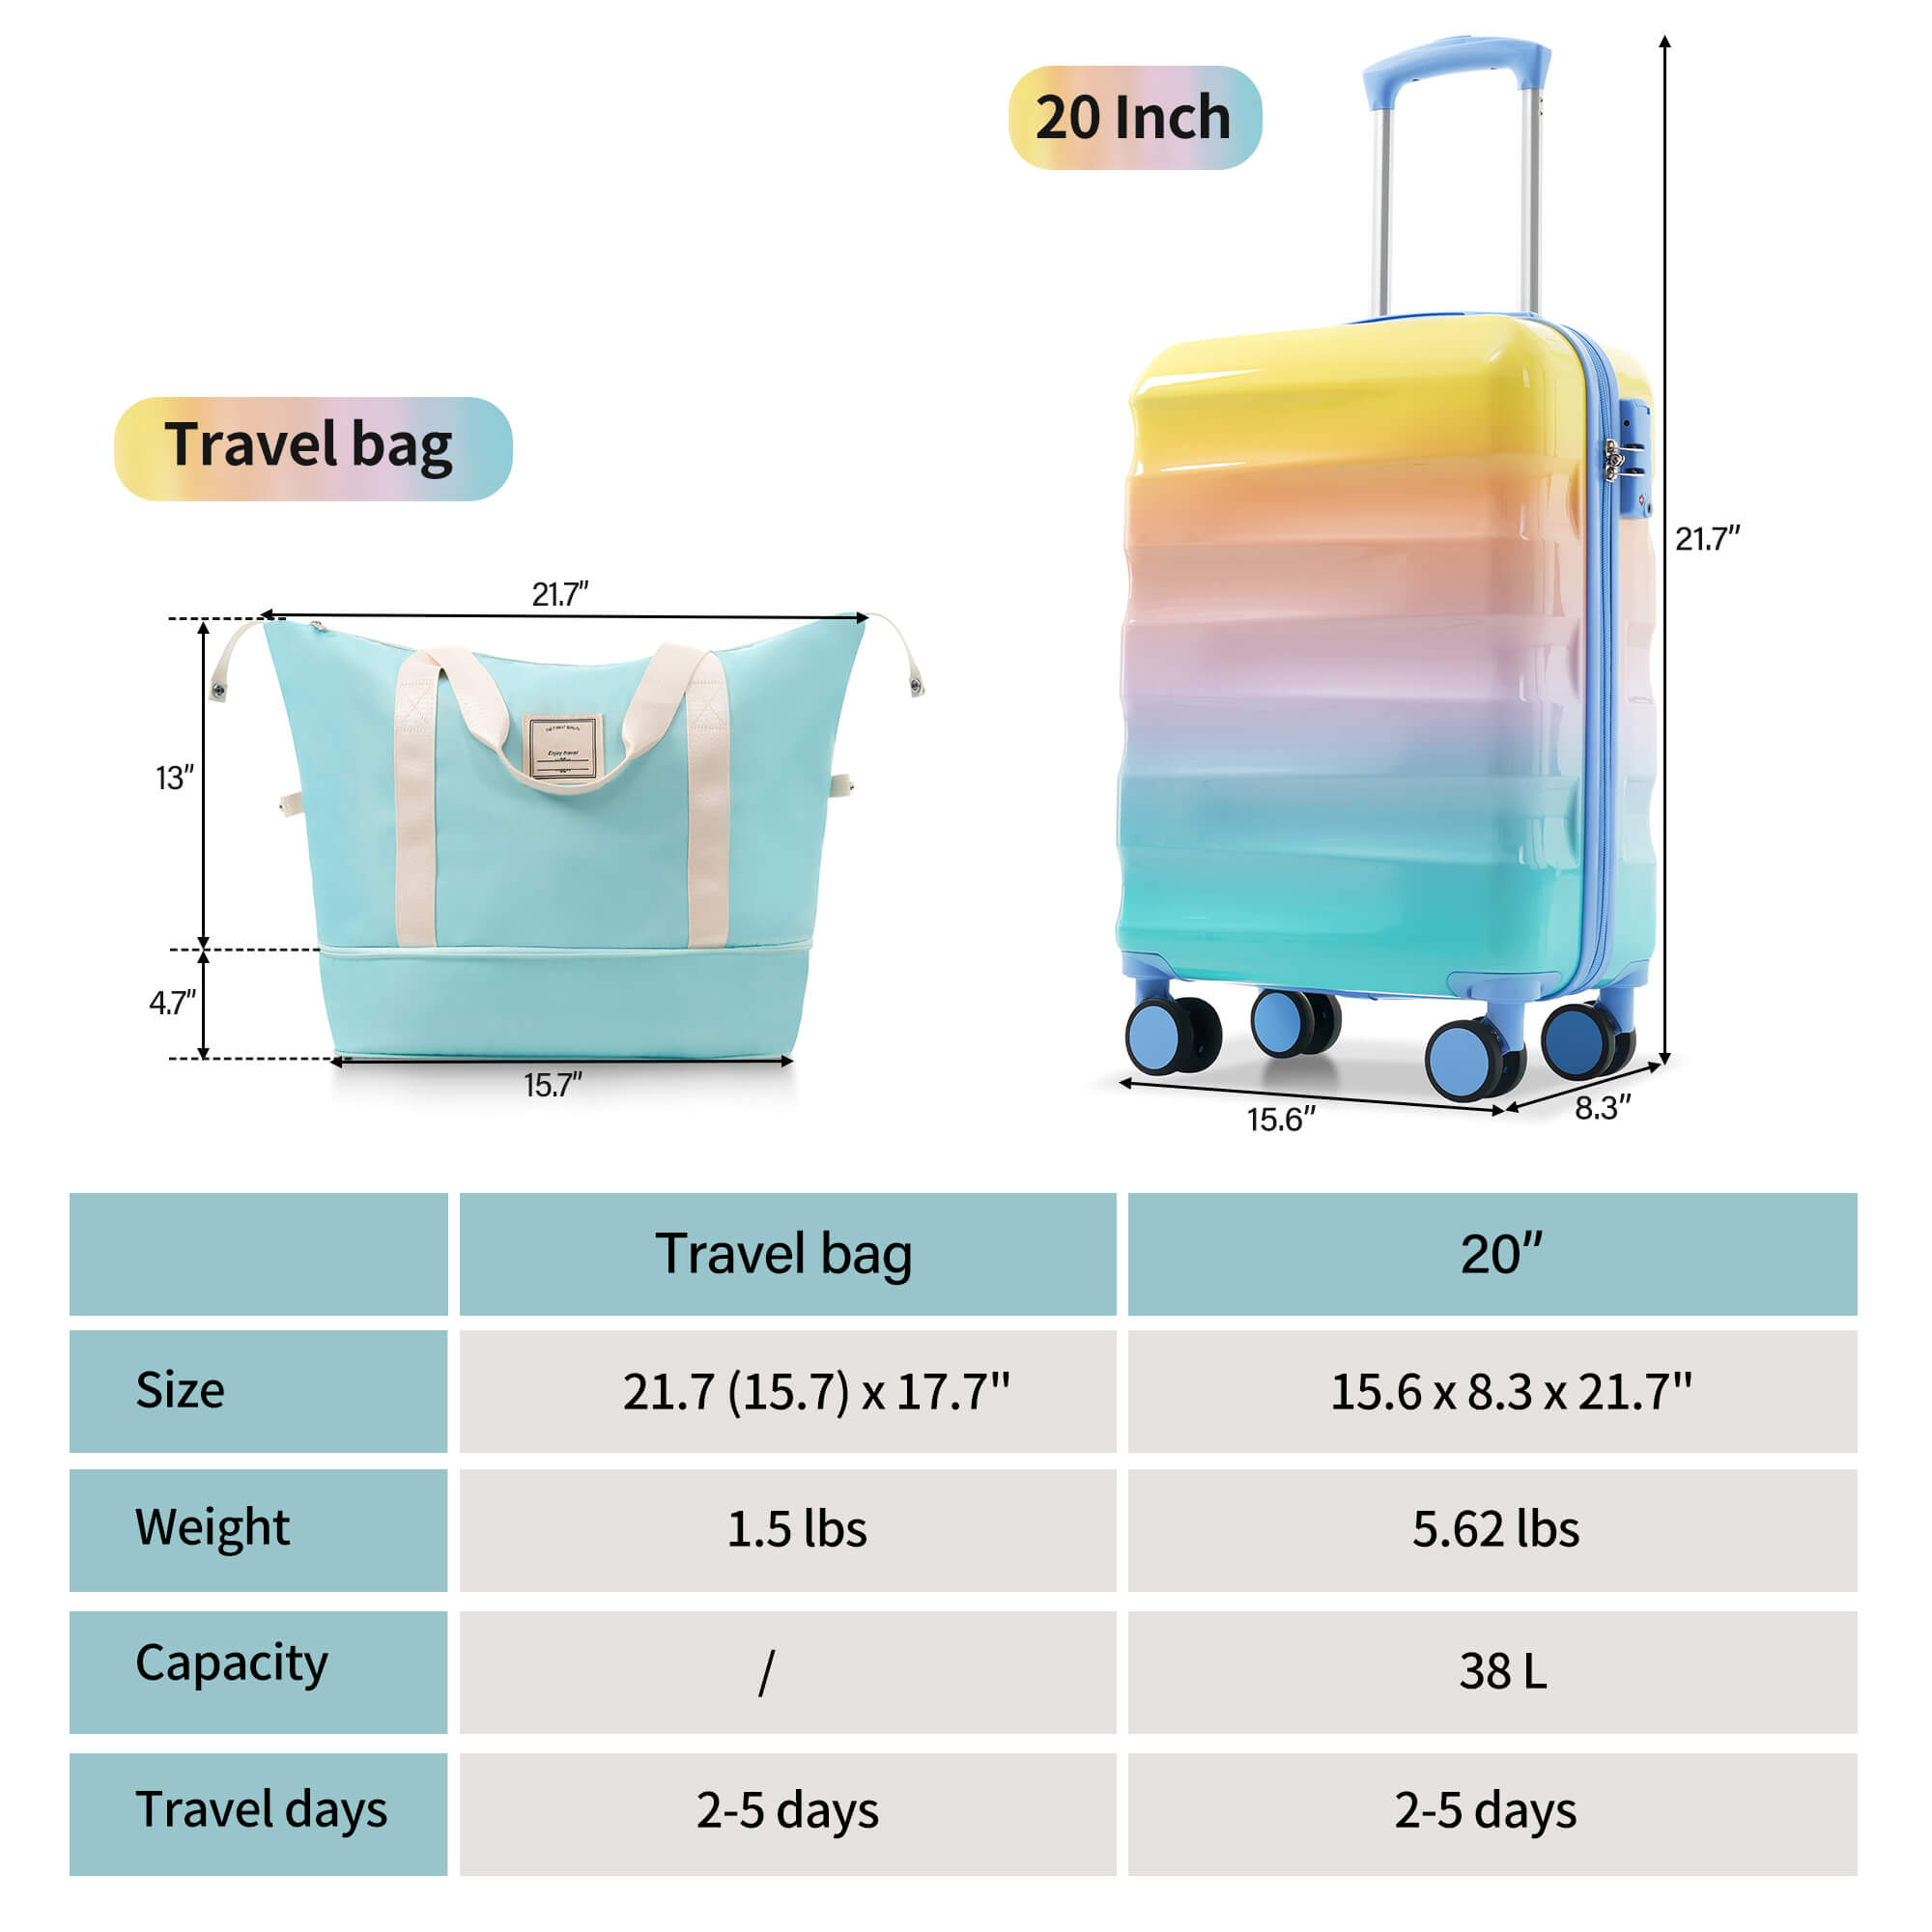 20 Inch
Travel bag
21.7"
21.7"
Enjoy travel
13"
4.7"
15.7"
15.6"
8.3"
Travel bag
20"
Size
21.7 (15.7) x 17.7"
15.6 x 8.3 x 21.7"
Weight
1.5 lbs
5.62 lbs
Capacity
/
38 L
Travel days
2-5 days
2-5 days